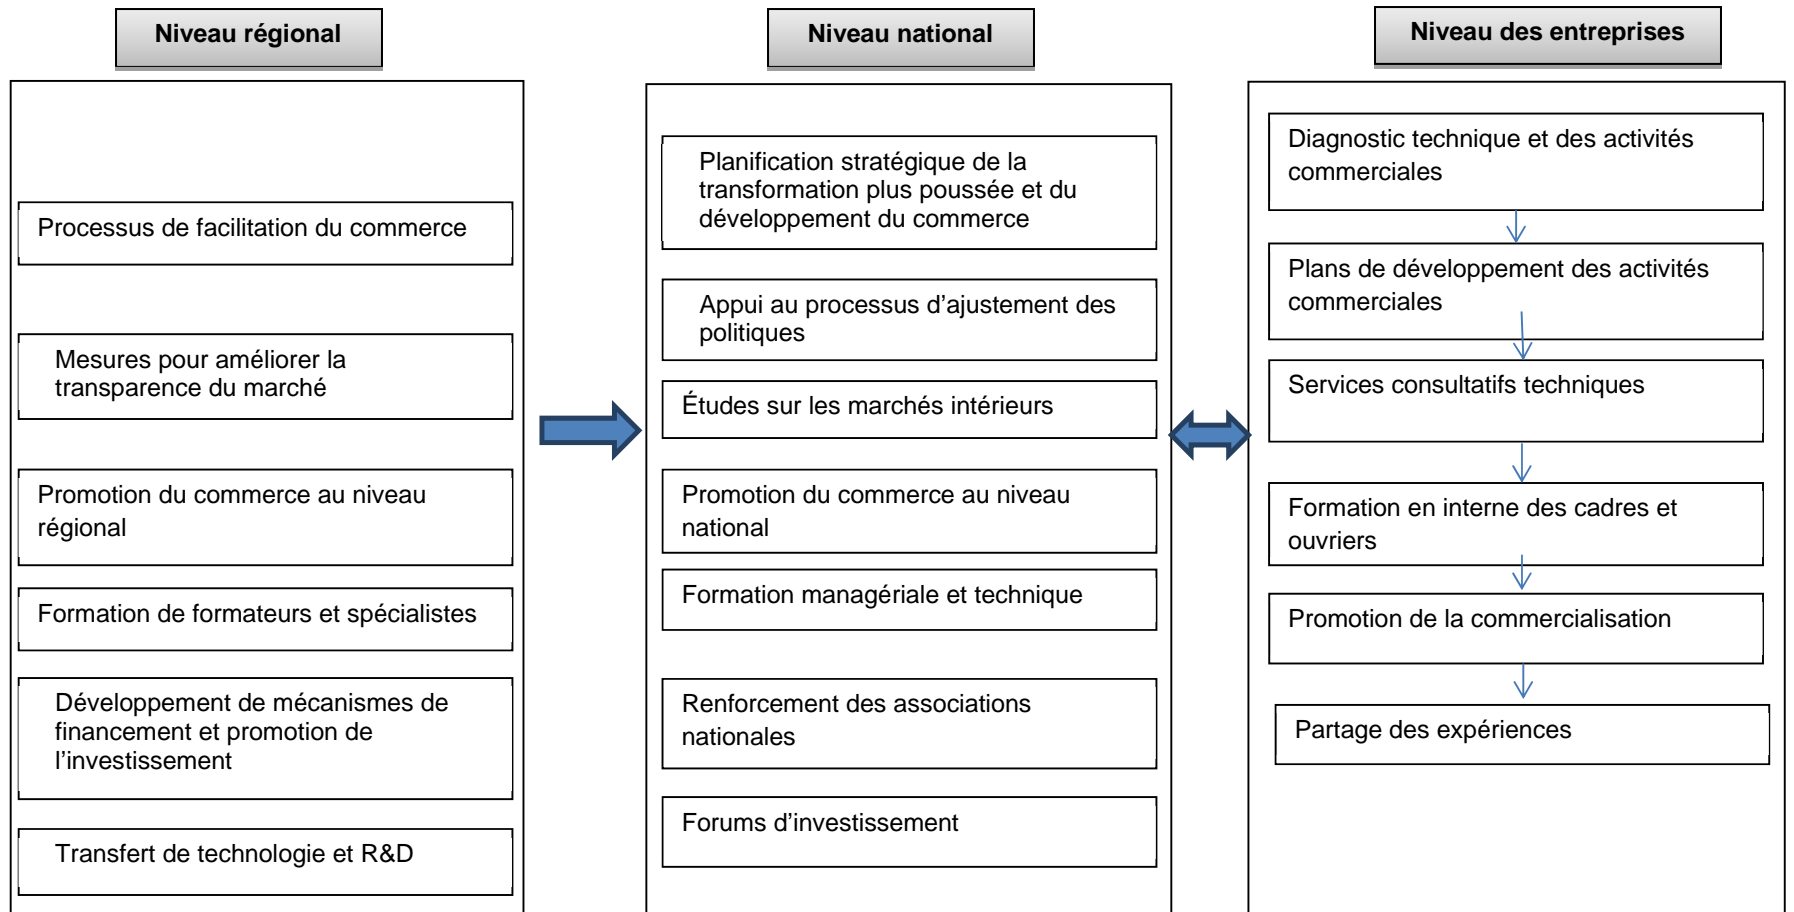 Niveau régional
Processus de facilitation du commerce
Mesures pour améliorer la
transparence du marché
Promotion du commerce au niveau
régional
Formation de formateurs et spécialistes
Développement de mécanismes de
financement et promotion de
l’investissement
Transfert de technologie et R&D
Niveau national
Planification stratégique de la
transformation plus poussée et du
développement du commerce
Appui au processus d’ajustement des
politiques
Études sur les marchés intérieurs
Promotion du commerce au niveau
national
Formation managériale et technique
Renforcement des associations
nationales
Forums d’investissement
Niveau des entreprises
Diagnostic technique et des activités
commerciales
Plans de développement des activités
commerciales
Services consultatifs techniques
Formation en interne des cadres et
ouvriers
Promotion de la commercialisation
Partage des expériences